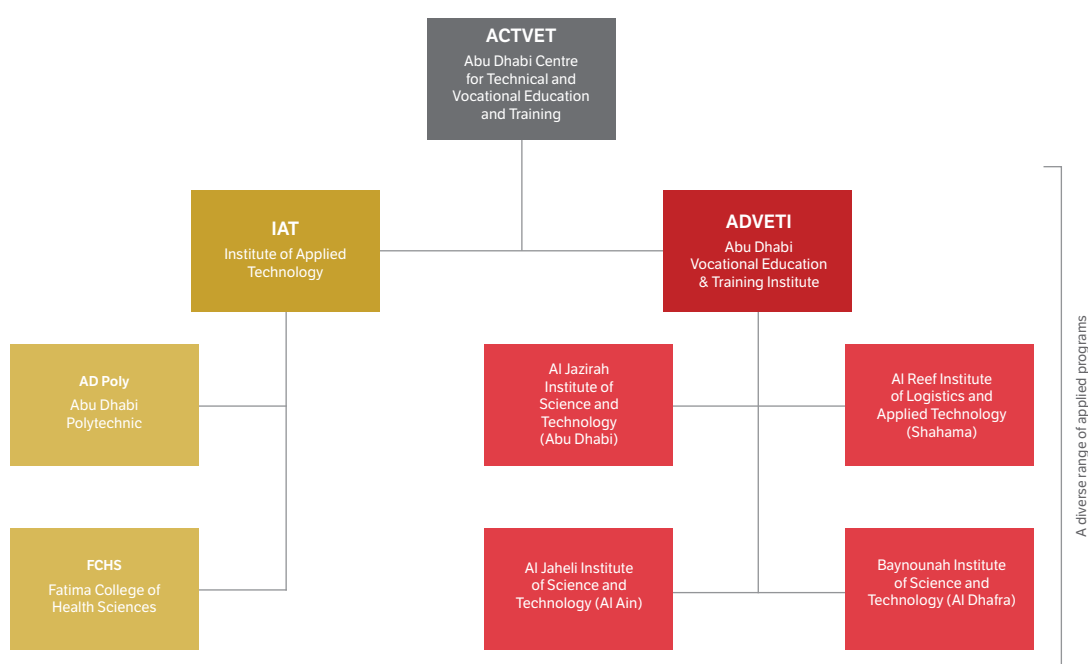 ACTVET
Abu Dhabi Centre
for Technical and
Vocational Education
and Training
IAT
Institute of Applied
Technology
ADVETI
Abu Dhabi
Vocational Education
& Training Institute
AD Poly
Abu Dhabi
Polytechnic
Al Jazirah
Institute of
Science and
Technology
(Abu Dhabi)
Al Reef Institute
of Logistics and
Applied Technology
(Shahama)
FCHS
Fatima College of
Health Sciences
Al Jaheli Institute
of Science and
Technology (Al Ain)
Baynounah Institute
of Science and
Technology (Al Dhafra)
A diverse range of applied programs